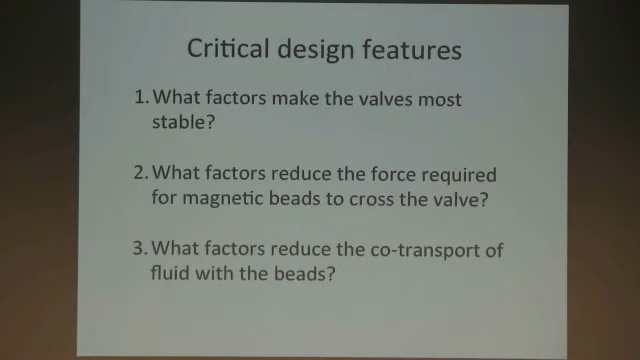 Critical design features
1. What factors make the valves most
stable?
2. What factors reduce the force required
for magnetic beads to cross the valve?
3. What factors reduce the co-transport of
fluid with the beads?